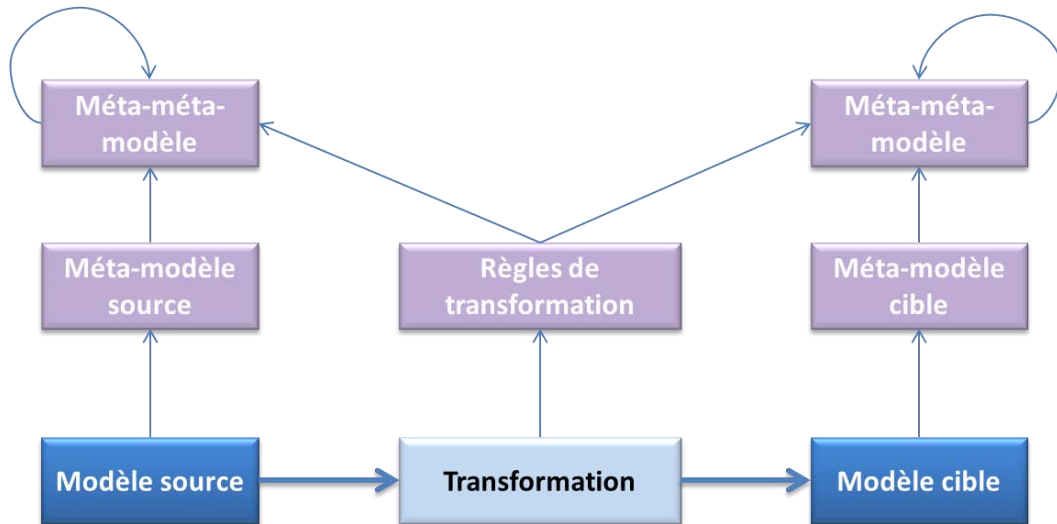 Méta-méta-
modèle
Méta-méta-
modèle
Méta-modèle
source
Règles de
transformation
Méta-modèle
cible
Modèle source
Transformation
Modèle cible